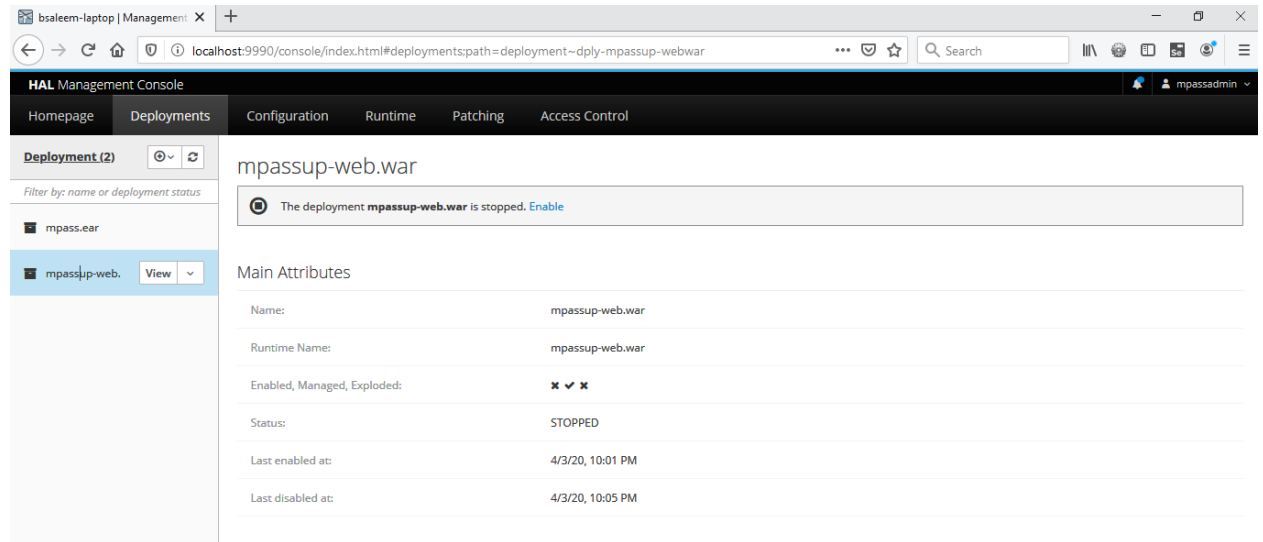 bsaleem-laptop | Management
localhost:9990/console/index.html#deployments;path=deployment~dply-mpassup-webwar
Search
Se
HAL Management Console
mpassadmin
Homepage Deployments Configuration Runtime Patching Access Control
Deployment (2)
Filter by: name or deployment status
mpass.ear
mpassup-web.
View
mpassup-web.war
The deployment mpassup-web.war is stopped. Enable
Main Attributes
Name: mpassup-web.war
Runtime Name: mpassup-web.war
Enabled, Managed, Exploded:
Status: STOPPED
Last enabled at: 4/3/20, 10:01 PM
Last disabled at: 4/3/20, 10:05 PM